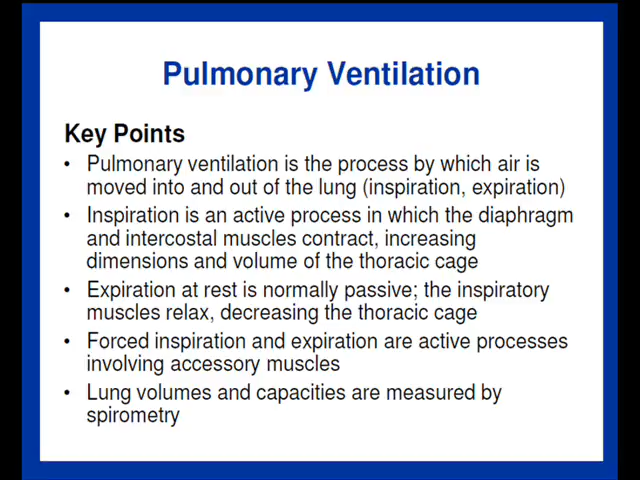 Pulmonary Ventilation
Key Points
• Pulmonary ventilation is the process by which air is
moved into and out of the lung (inspiration, expiration)
• Inspiration is an active process in which the diaphragm
and intercostal muscles contract, increasing
dimensions and volume of the thoracic cage
• Expiration at rest is normally passive; the inspiratory
muscles relax, decreasing the thoracic cage
• Forced inspiration and expiration are active processes
involving accessory muscles
• Lung volumes and capacities are measured by
spirometry